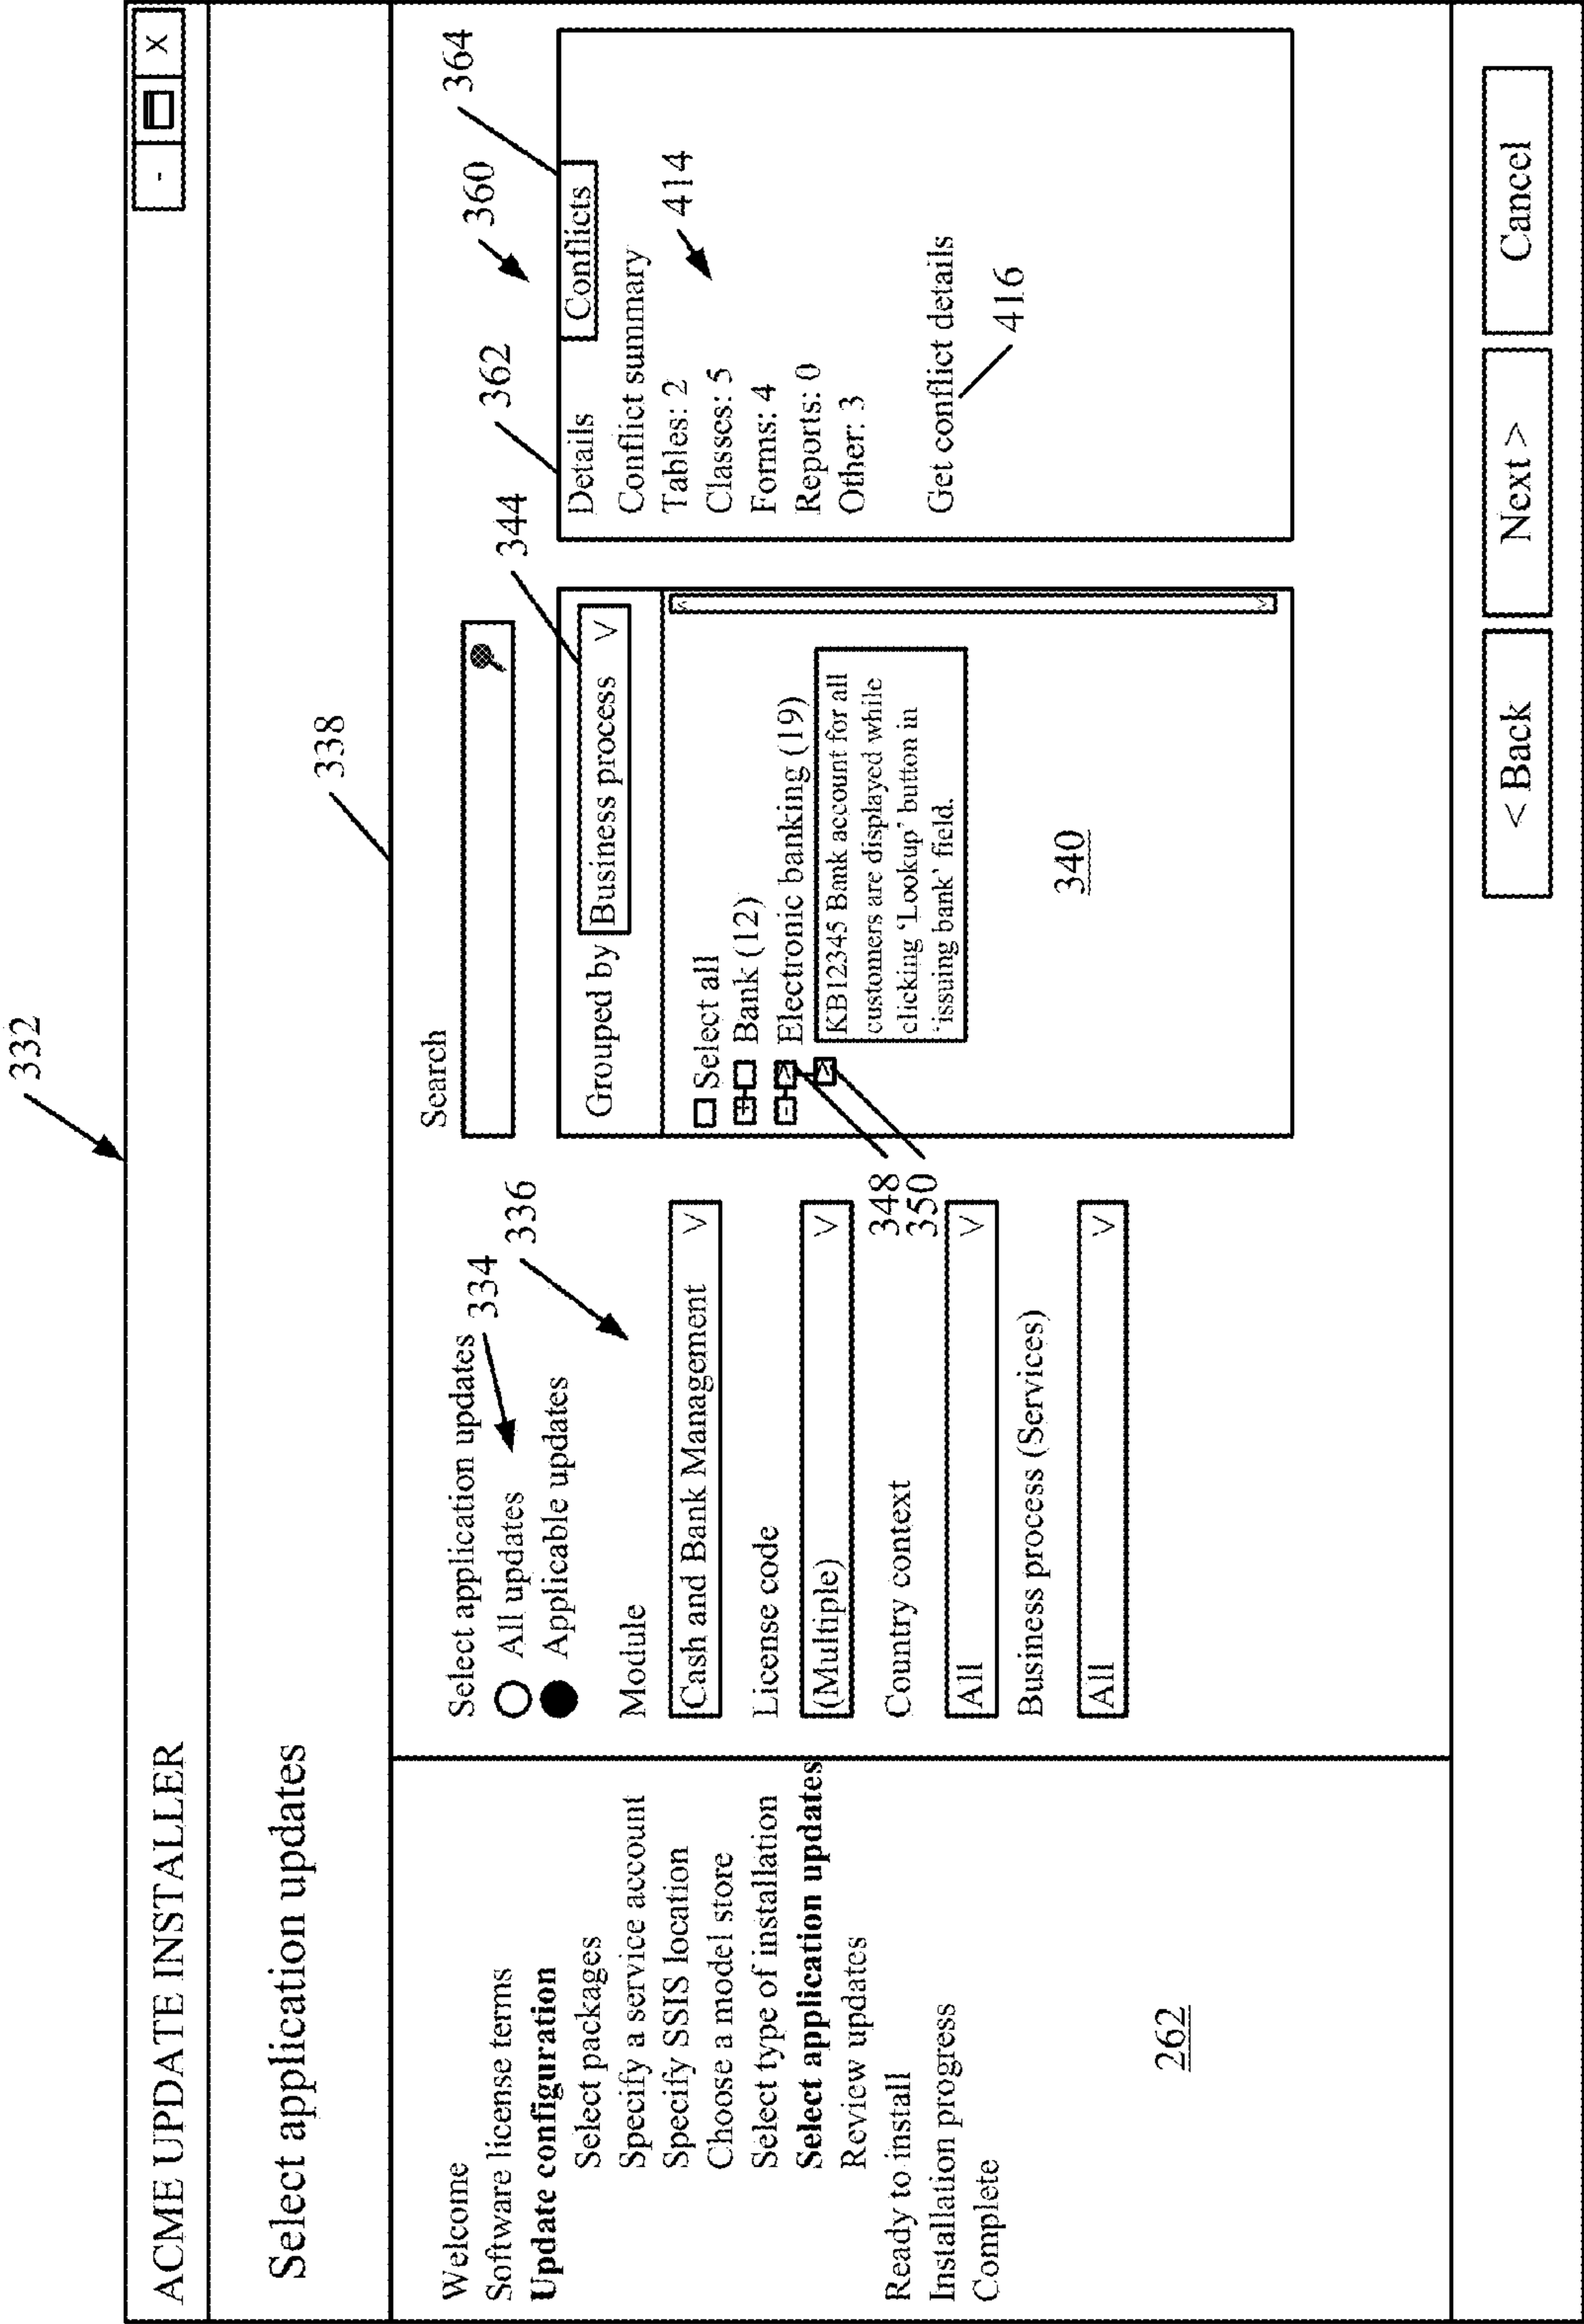 332
ACME UPDATE INSTALLER
- X
Select application updates
338
Welcome
Software license terms
Update configuration
Select packages
Specify a service account
Specify SSIS location
Choose a model store
Select type of installation
Select application updates
Review updates
Ready to install
Installation progress
Complete
262
Select application updates
334
All updates
Applicable updates
336
Module
Cash and Bank Management V
License code
(Multiple) V
348
350
Country context
All V
Business process (Services)
All V
Search
344
Grouped by Business process V
Select all
+ Bank (12)
- Electronic banking (19)
KB12345 Bank account for all
customers are displayed while
clicking 'Lookup' button in
'issuing bank' field.
340
362
360
364
Details Conflicts
Conflict summary
414
Tables: 2
Classes: 5
Forms: 4
Reports: 0
Other: 3
Get conflict details
416
< Back
Next >
Cancel